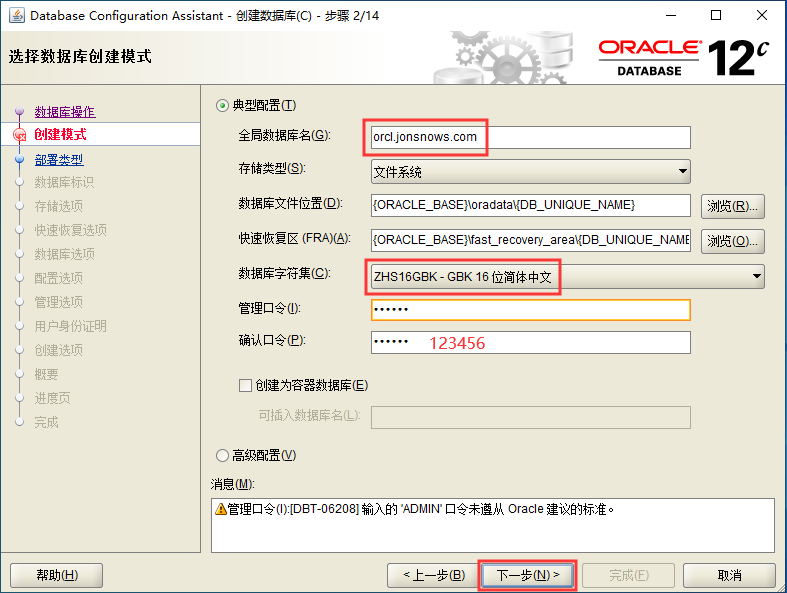 Database Configuration Assistant - 创建数据库(C) - 步骤 2/14
选择数据库创建模式
ORACLE®
DATABASE
12c
数据库操作
创建模式
部署类型
数据库标识
存储选项
快速恢复选项
数据库选项
配置选项
管理选项
用户身份证明
创建选项
概要
进度页
完成
典型配置(T)
全局数据库名(G): orcl.jonsnows.com
存储类型(S): 文件系统
数据库文件位置(D): {ORACLE_BASE}\oradata\{DB_UNIQUE_NAME} 浏览(R)...
快速恢复区 (FRA)(A): {ORACLE_BASE}\fast_recovery_area\{DB_UNIQUE_NAME 浏览(O)...
数据库字符集(C): ZHS16GBK - GBK 16 位简体中文
管理口令(I): ••••••
确认口令(P): •••••• 123456
创建为容器数据库(E)
可插入数据库名(L):
高级配置(V)
消息(M):
管理口令(I):[DBT-06208] 输入的 'ADMIN' 口令未遵从 Oracle 建议的标准。
帮助(H) < 上一步(B) 下一步(N) > 完成(F) 取消